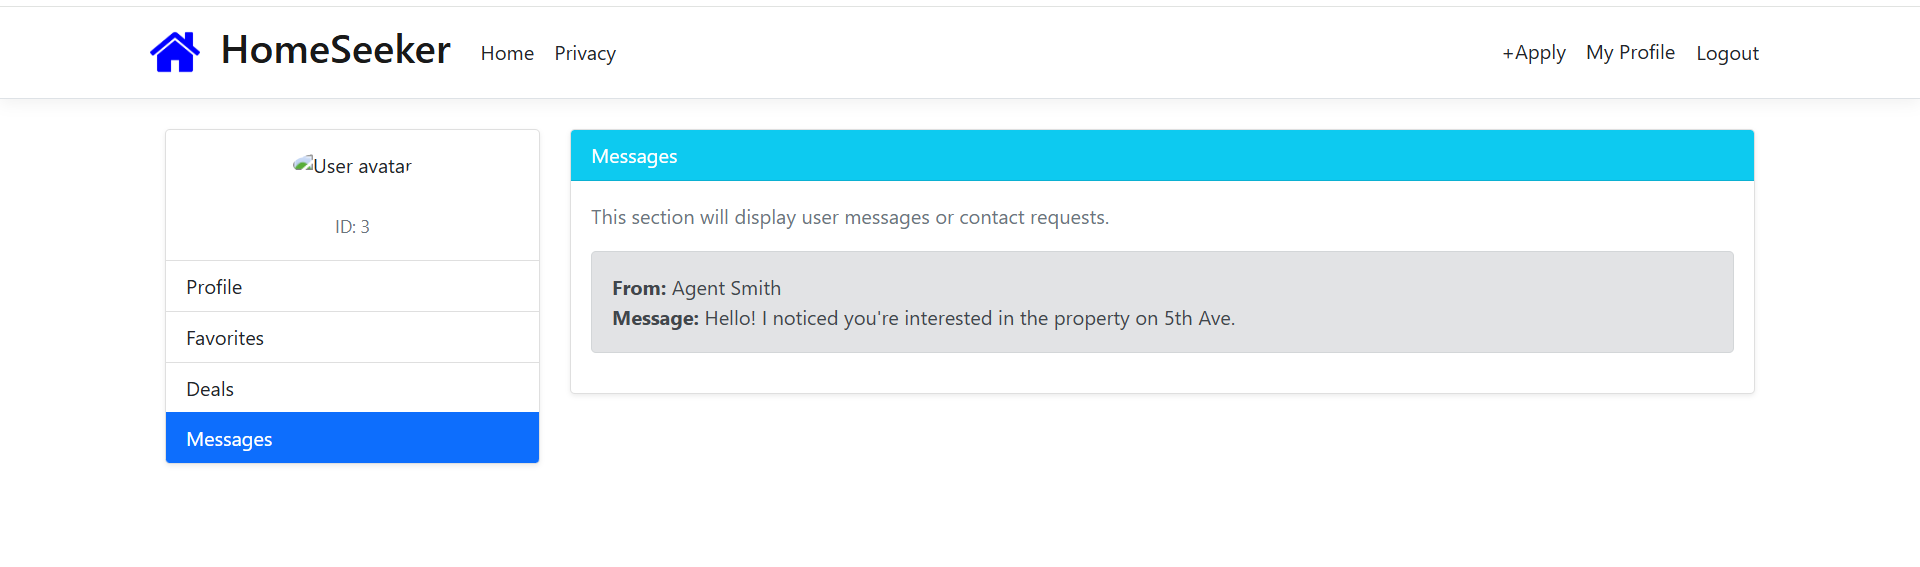 HomeSeeker Home Privacy +Apply My Profile Logout
User avatar
ID: 3
Profile
Favorites
Deals
Messages
Messages
This section will display user messages or contact requests.
From: Agent Smith
Message: Hello! I noticed you're interested in the property on 5th Ave.